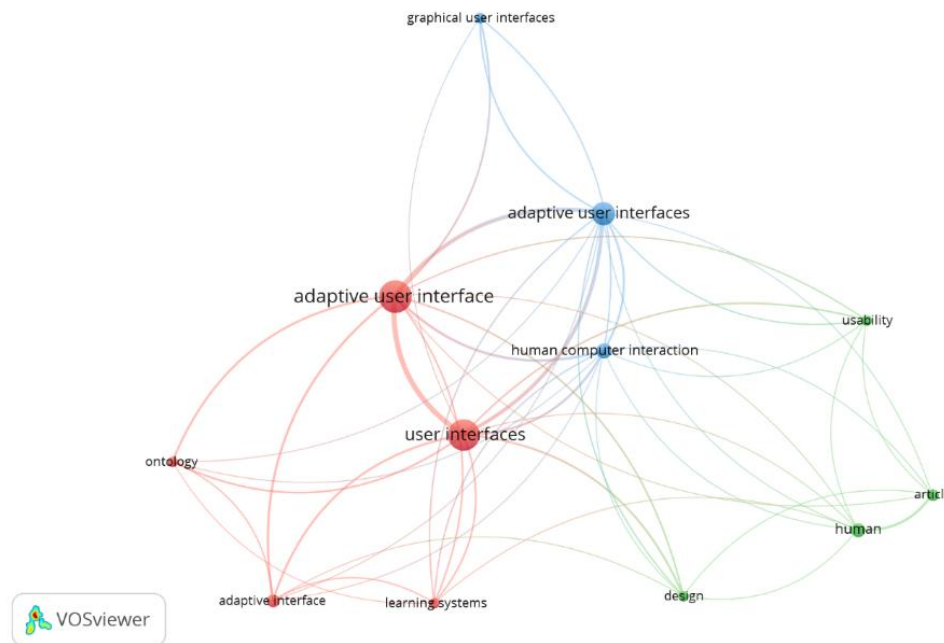 graphical user interfaces
adaptive user interfaces
adaptive user interface
usability
human computer interaction
user interfaces
ontology
articl
human
design
adaptive interface
learning systems
VOSviewer